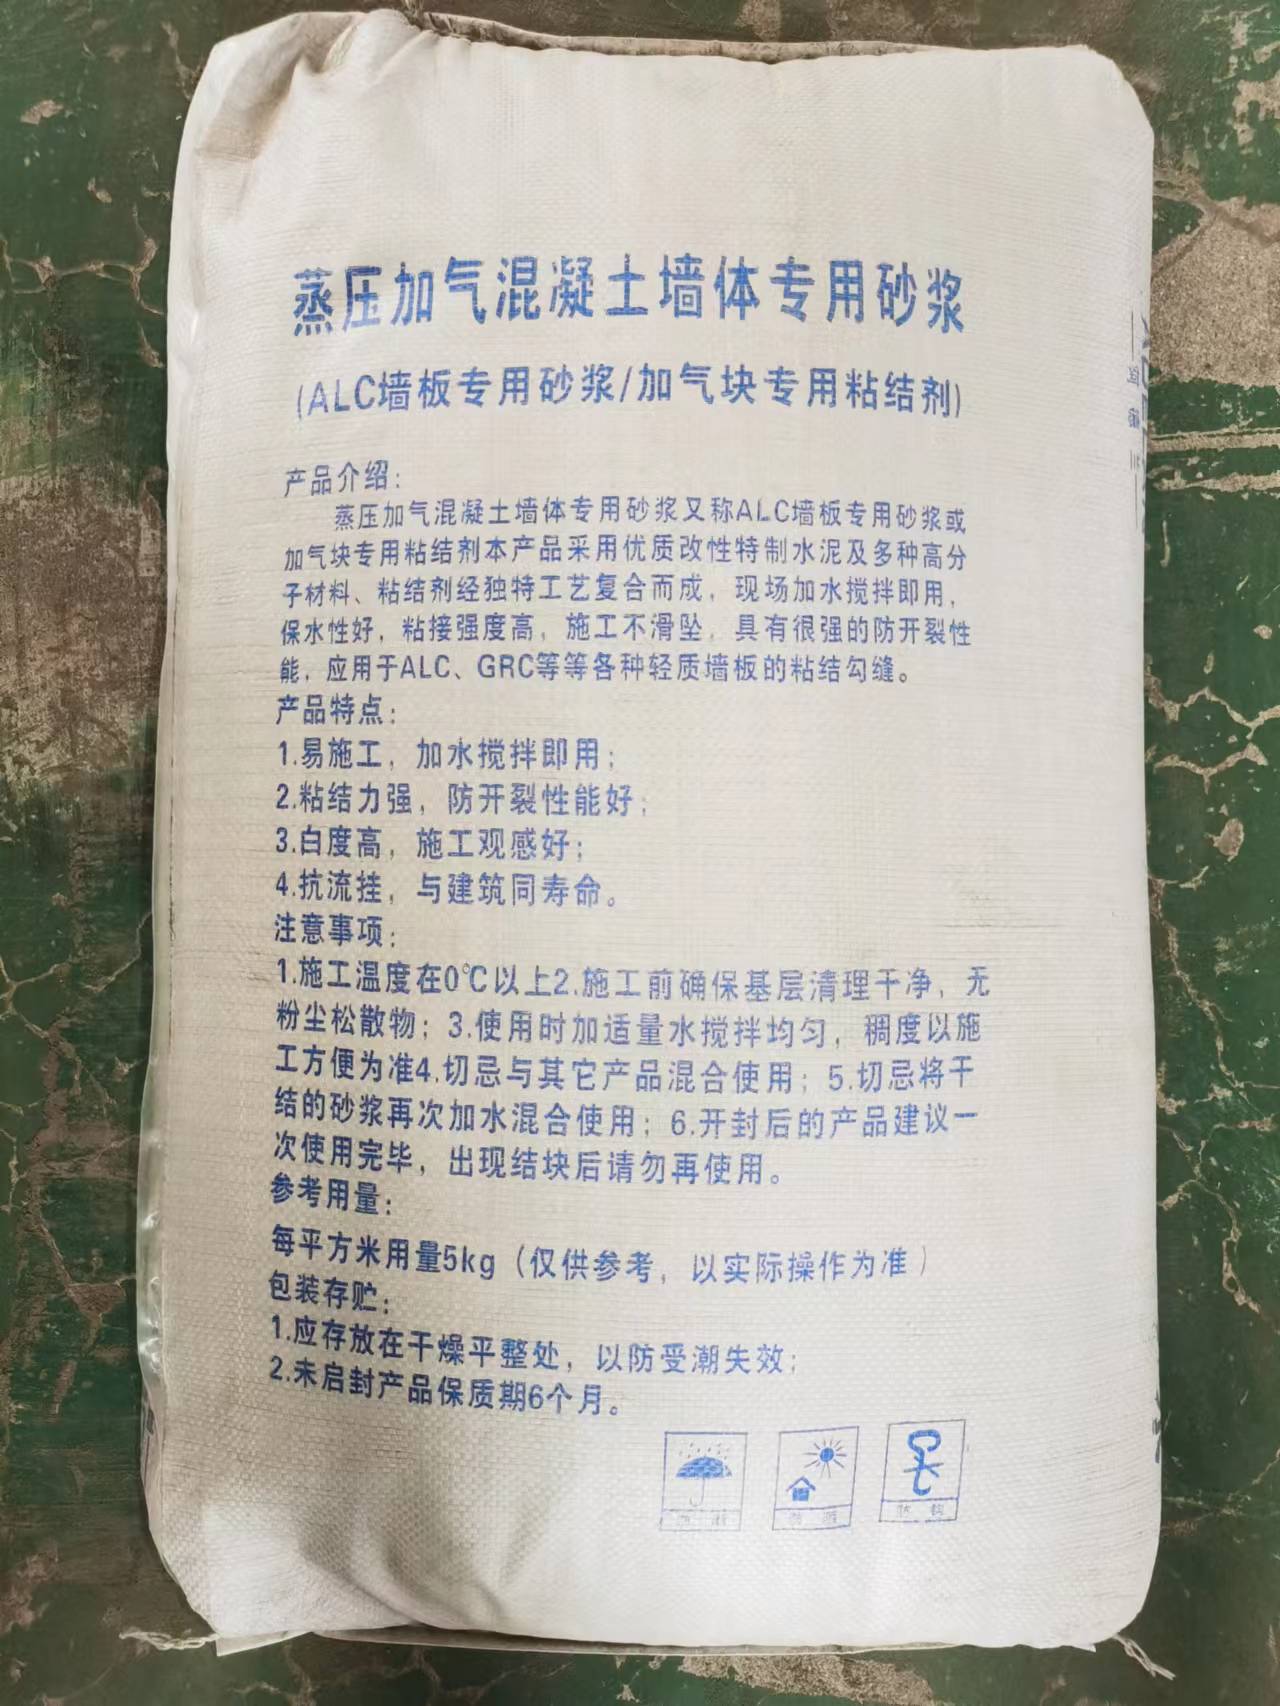 蒸压加气混凝土墙体专用砂浆
(ALC墙板专用砂浆/加气块专用粘结剂)
产品介绍：
蒸压加气混凝土墙体专用砂浆又称ALC墙板专用砂浆或
加气块专用粘结剂本产品采用优质改性特制水泥及多种高分
子材料、粘结剂经独特工艺复合而成，现场加水搅拌即用，
保水性好，粘接强度高，施工不滑坠，具有很强的防开裂性
能，应用于ALC、GRC等等各种轻质墙板的粘结勾缝。
产品特点：
1.易施工，加水搅拌即用；
2.粘结力强，防开裂性能好；
3.白度高，施工观感好；
4.抗流挂，与建筑同寿命。
注意事项：
1.施工温度在0℃以上2.施工前确保基层清理干净，无
粉尘松散物；3.使用时加适量水搅拌均匀，稠度以施
工方便为准4.切忌与其它产品混合使用；5.切忌将干
结的砂浆再次加水混合使用；6.开封后的产品建议一
次使用完毕，出现结块后请勿再使用。
参考用量：
每平方米用量5kg（仅供参考，以实际操作为准）
包装存贮：
1.应存放在干燥平整处，以防受潮失效；
2.未启封产品保质期6个月。